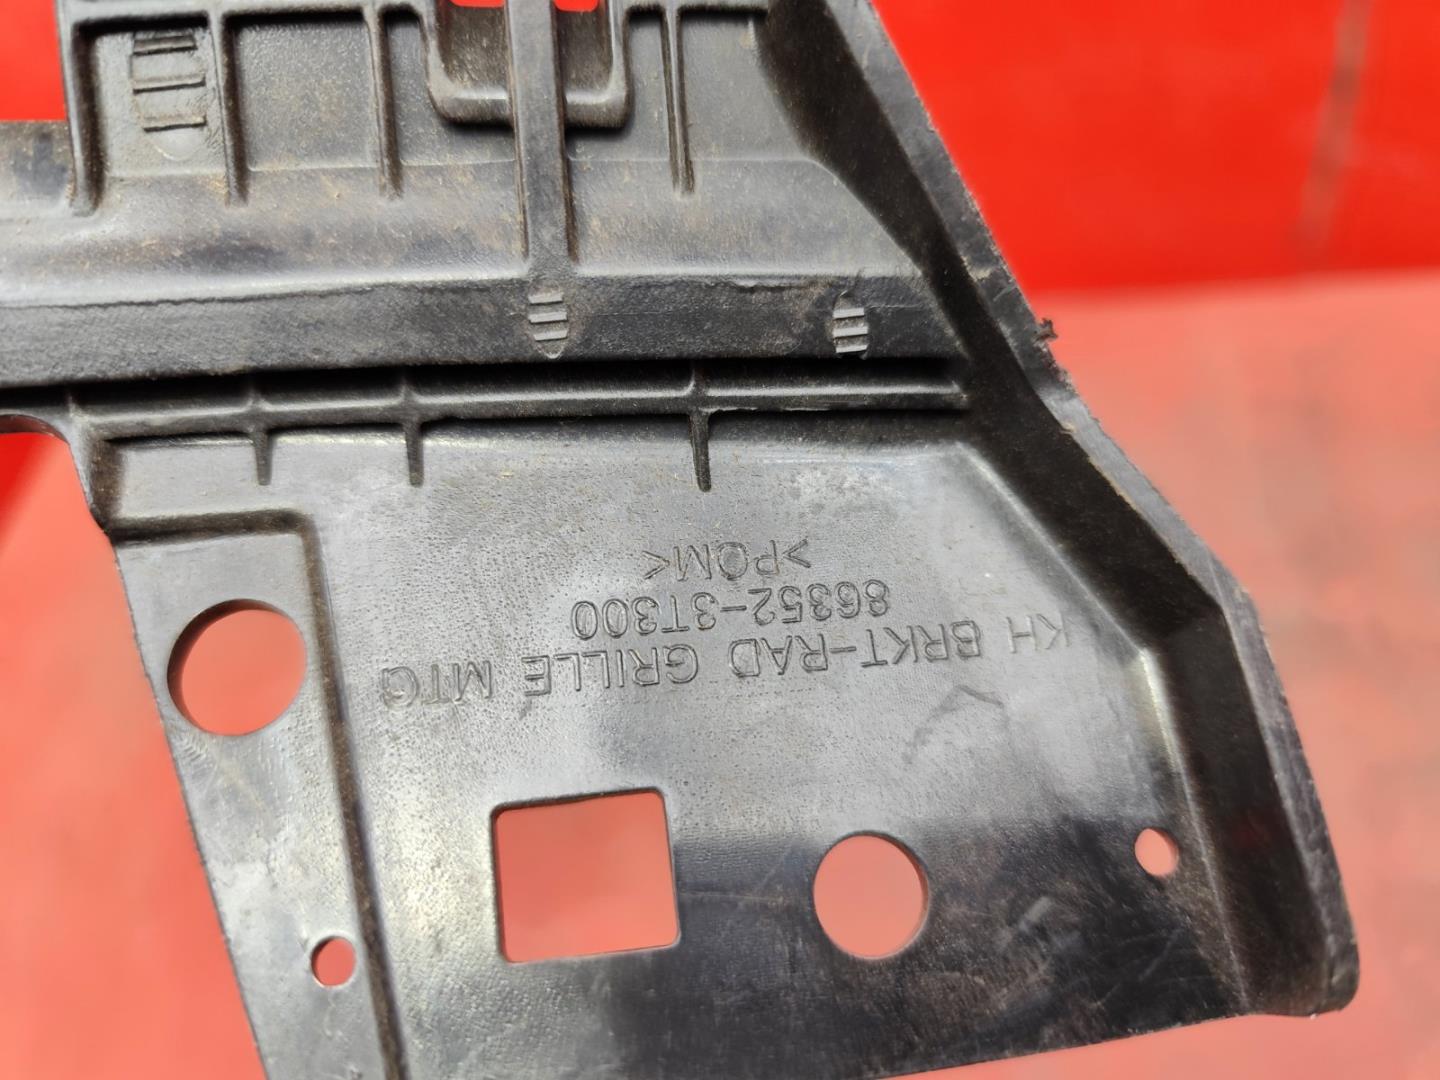 KH BRKT-RAD GRILLE MTG
86352-3T300
>POM<